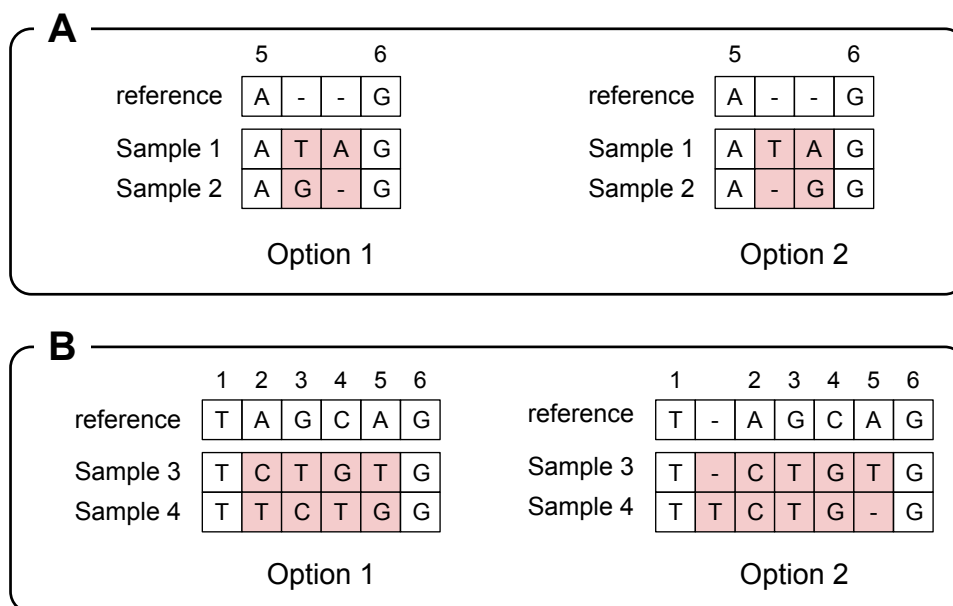 A
5 6 5 6
reference A - - G reference A - - G
Sample 1 A T A G Sample 1 A T A G
Sample 2 A G - G Sample 2 A - G G
Option 1 Option 2
B
1 2 3 4 5 6 1 2 3 4 5 6
reference T A G C A G reference T - A G C A G
Sample 3 T C T G T G Sample 3 T - C T G T G
Sample 4 T T C T G G Sample 4 T T C T G - G
Option 1 Option 2